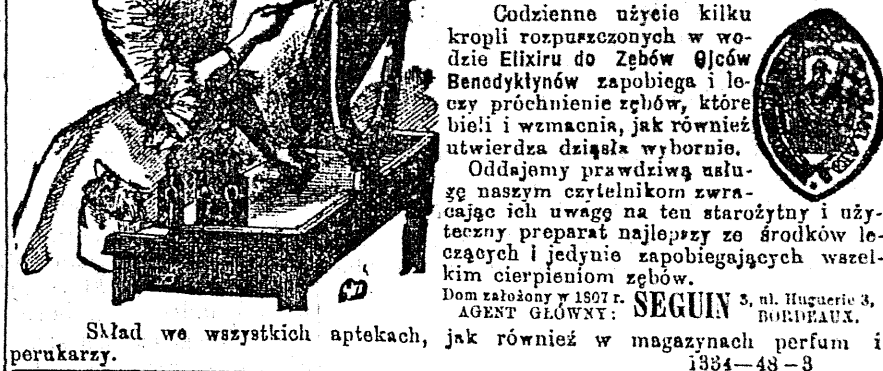 Codzienne użycie kilku
kropli rozpuszczonych w wo-
dzie Elixiru do Zębów Ojców
Benedyktynów zapobiega i le-
czy próchnienie zębów, które
bieli i wzmacnia, jak również
utwierdza dziąsła wybornie.
Oddajemy prawdziwą usłu-
gę naszym czytelnikom zwra-
cając ich uwagę na ten starożytny i uży-
teczny preparat najlepszy ze środków le-
czących i jedynie zapobiegających wszel-
kim cierpieniom zębów.
Dom założony w 1807 r.
AGENT GŁÓWNY:
SEGUIN
3, ul. Huguerie 3,
BORDEAUX.
Skład we wszystkich aptekach, jak również w magazynach perfum i
perukarzy.
1334—48—3